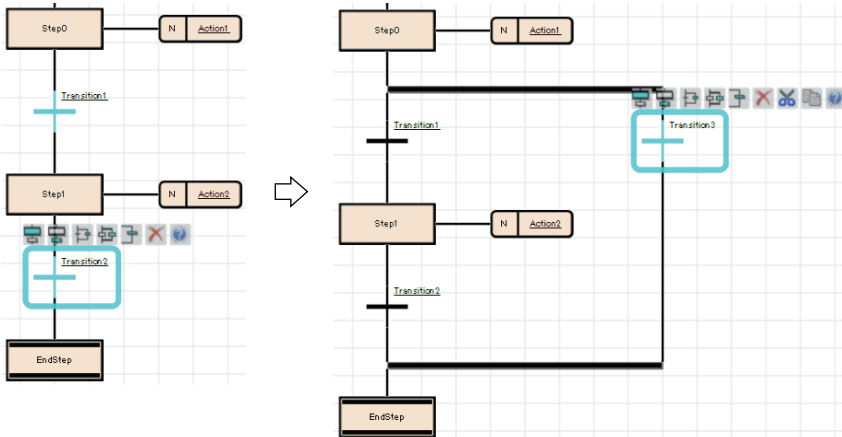 Step0
N
Action1
Transition1
Step1
N
Action2
Transition2
EndStep
Step0
N
Action1
Transition1
Transition3
Step1
N
Action2
Transition2
EndStep